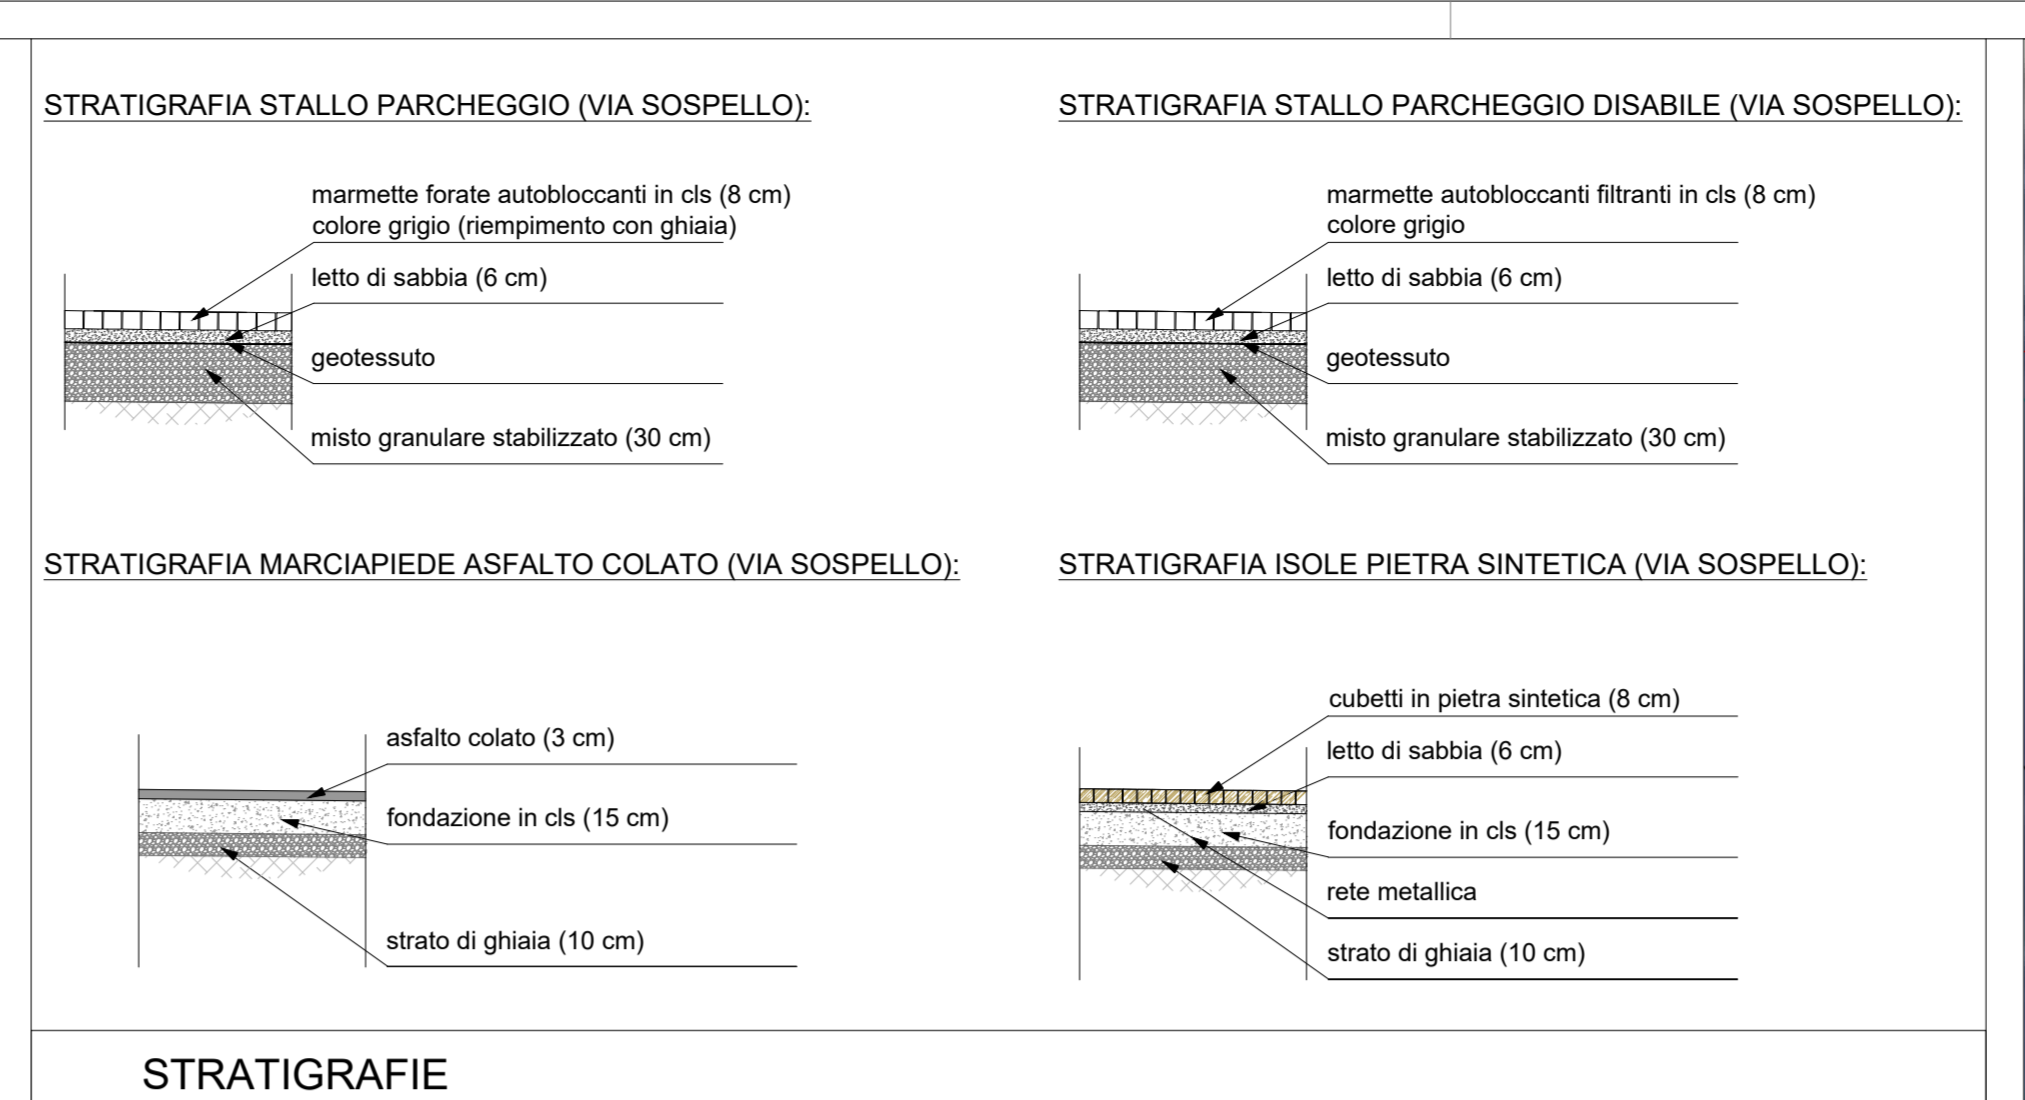 STRATIGRAFIA STALLO PARCHEGGIO (VIA SOSPELLO):
marmette forate autobloccanti in cls (8 cm)
colore grigio (riempimento con ghiaia)
letto di sabbia (6 cm)
geotessuto
misto granulare stabilizzato (30 cm)
STRATIGRAFIA STALLO PARCHEGGIO DISABILE (VIA SOSPELLO):
marmette autobloccanti filtranti in cls (8 cm)
colore grigio
letto di sabbia (6 cm)
geotessuto
misto granulare stabilizzato (30 cm)
STRATIGRAFIA MARCIAPIEDE ASFALTO COLATO (VIA SOSPELLO):
asfalto colato (3 cm)
fondazione in cls (15 cm)
strato di ghiaia (10 cm)
STRATIGRAFIA ISOLE PIETRA SINTETICA (VIA SOSPELLO):
cubetti in pietra sintetica (8 cm)
letto di sabbia (6 cm)
fondazione in cls (15 cm)
rete metallica
strato di ghiaia (10 cm)
STRATIGRAFIE